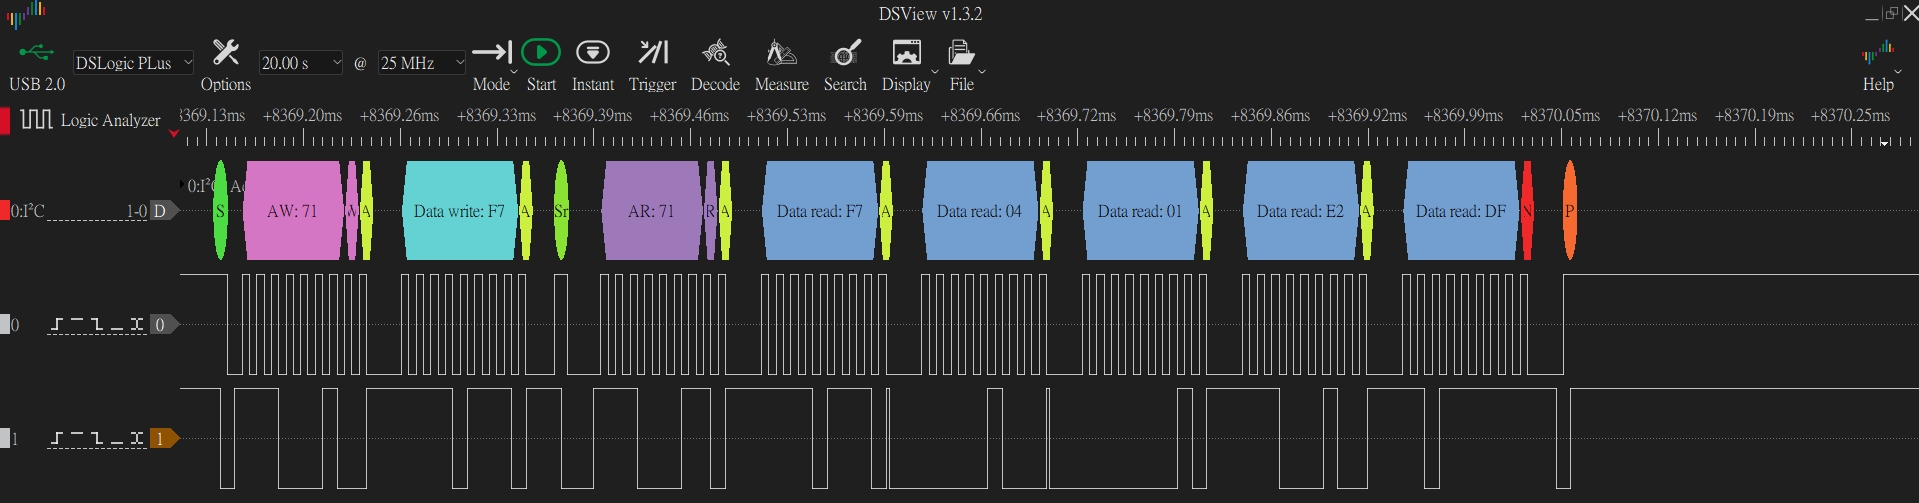 DSView v1.3.2
USB 2.0 DSLogic PLus Options 20.00 s @ 25 MHz Mode Start Instant Trigger Decode Measure Search Display File Help
Logic Analyzer 8369.13ms +8369.20ms +8369.26ms +8369.33ms +8369.39ms +8369.46ms +8369.53ms +8369.59ms +8369.66ms +8369.72ms +8369.79ms +8369.86ms +8369.92ms +8369.99ms +8370.05ms +8370.12ms +8370.19ms +8370.25ms
0:I²C
0:I²C 1-0 D S AW: 71 W A Data write: F7 A Sr AR: 71 R A Data read: F7 A Data read: 04 A Data read: 01 A Data read: E2 A Data read: DF N P
0 0
1 1